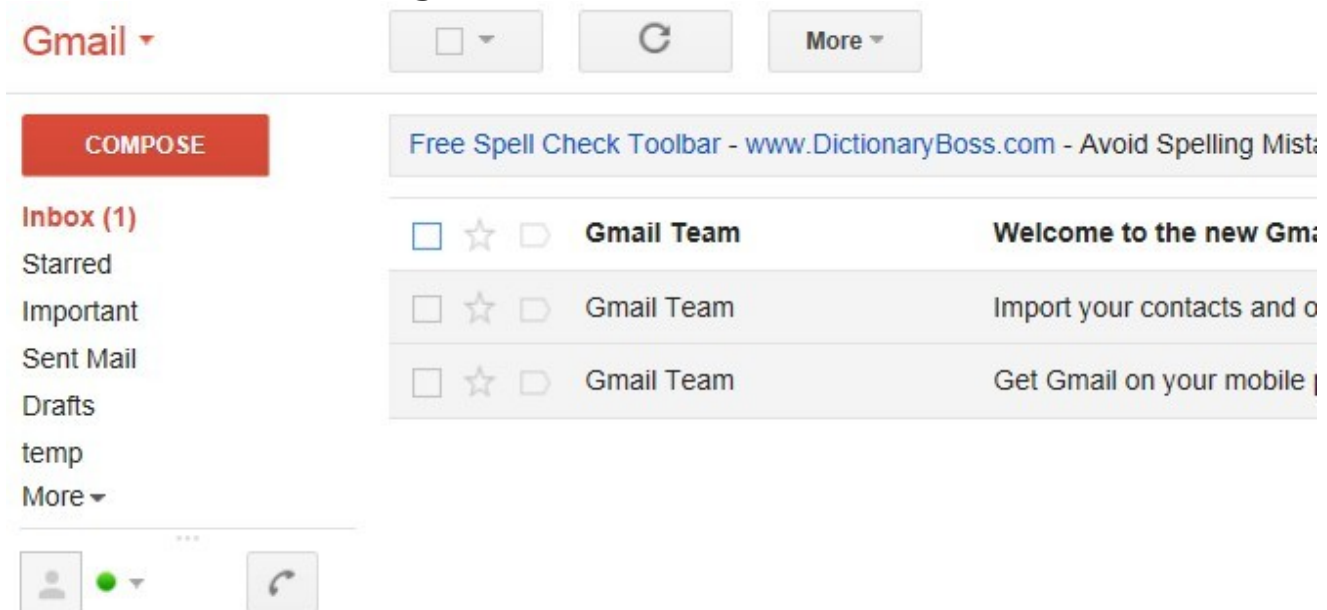 Gmail
More
COMPOSE
Free Spell Check Toolbar - www.DictionaryBoss.com - Avoid Spelling
Inbox (1)
Starred
Important
Sent Mail
Drafts
temp
More
Gmail Team Welcome to the new
Gmail Team Import your contacts and
Gmail Team Get Gmail on your mobile